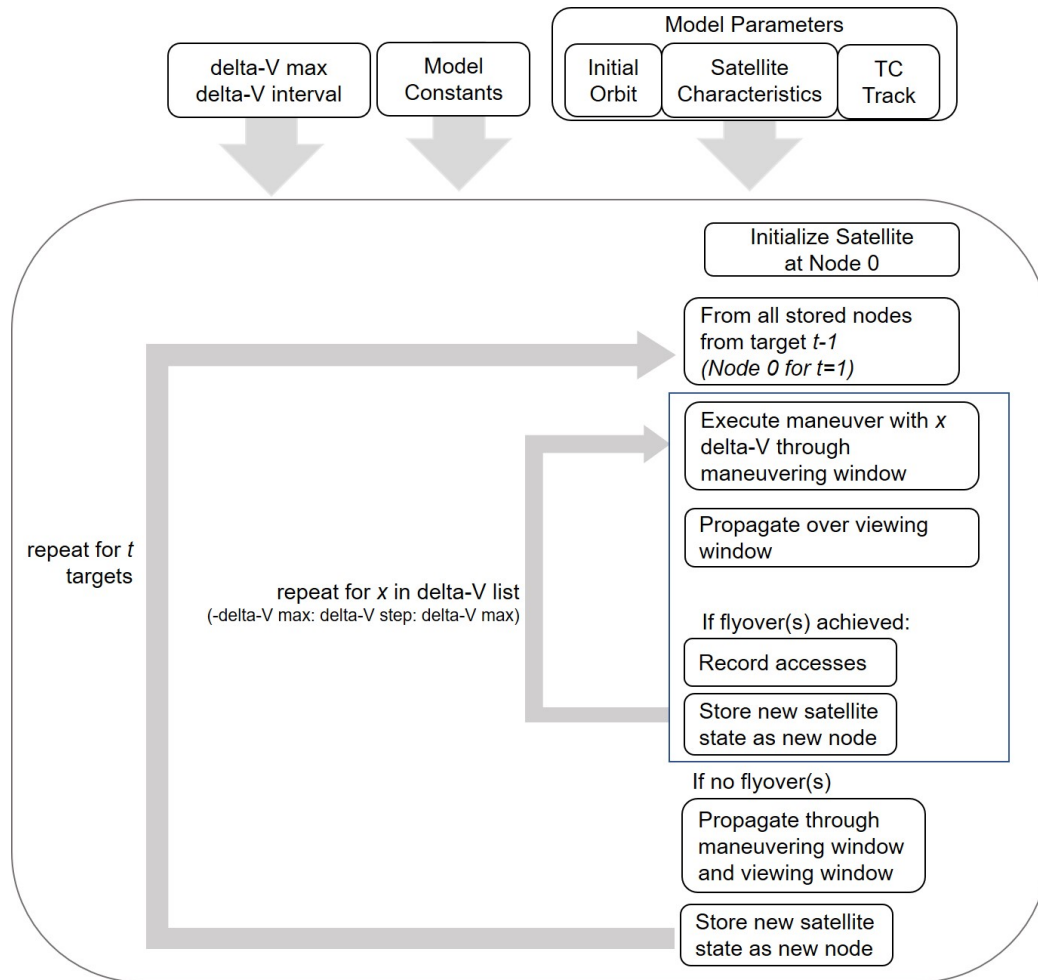 Model Parameters
delta-V max
delta-V interval
Model
Constants
Initial
Orbit
Satellite
Characteristics
TC
Track
Initialize Satellite
at Node 0
From all stored nodes
from target t-1
(Node 0 for t=1)
Execute maneuver with x
delta-V through
maneuvering window
Propagate over viewing
window
repeat for t
targets
repeat for x in delta-V list
(-delta-V max: delta-V step: delta-V max)
If flyover(s) achieved:
Record accesses
Store new satellite
state as new node
If no flyover(s)
Propagate through
maneuvering window
and viewing window
Store new satellite
state as new node